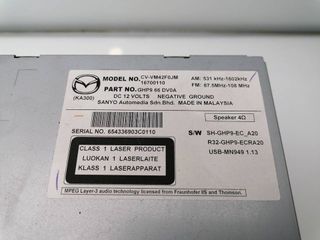 MODEL NO. CV-VM42F0JM
16700110
AM: 531 kHz-1602kHz
PART NO. GHP9 66 DV0A
FM: 87.5MHz-108 MHz
DC 12 VOLTS NEGATIVE GROUND
(KA300)
SANYO Automedia Sdn.Bhd. MADE IN MALAYSIA
Speaker 4Ω
SERIAL NO. 654336903C0110
S/W SH-GHP9-EC_A20
R32-GHP9-ECRA20
USB-MN949 1.13
CLASS 1 LASER PRODUCT
LUOKAN 1 LASERLAITE
KLASS 1 LASERAPPARAT
MPEG Layer-3 audio technology licensed from Fraunhofer IIS and Thomson.